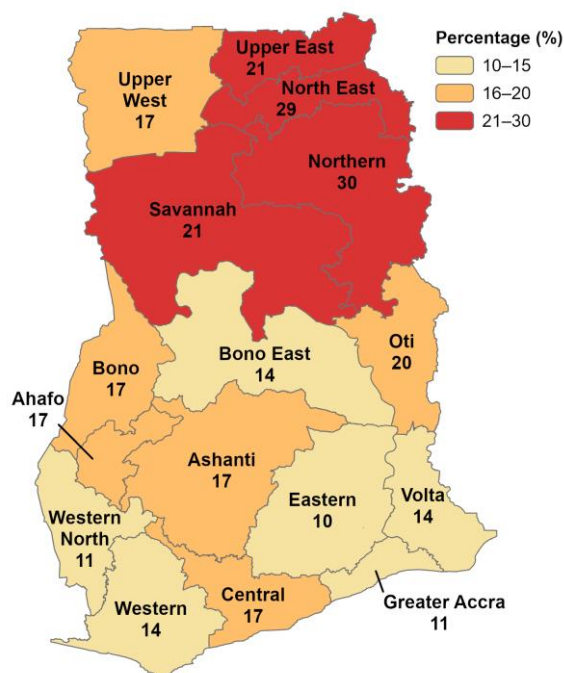 Percentage (%)
10–15
16–20
21–30
Upper East
21
North East
29
Upper
West
17
Northern
30
Savannah
21
Bono East
14
Oti
20
Bono
17
Ahafo
17
Ashanti
17
Eastern
10
Volta
14
Western
North
11
Western
14
Central
17
Greater Accra
11